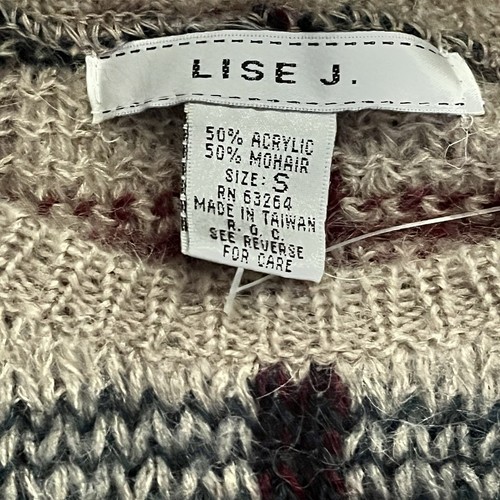 LISE J.
50% ACRYLIC
50% MOHAIR
SIZE: S
RN 63264
MADE IN TAIWAN
R. O. C.
SEE REVERSE
FOR CARE